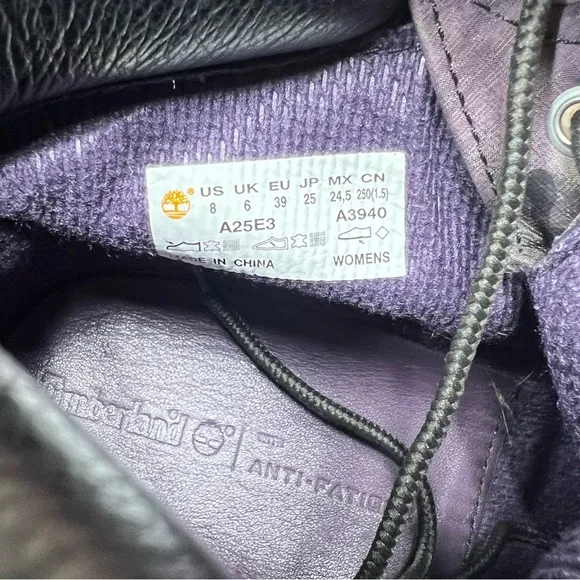 US UK EU JP MX CN
8 6 39 25 24,5 250(1.5)
A25E3 A3940
MADE IN CHINA WOMENS
Timberland
ANTI-FATIG